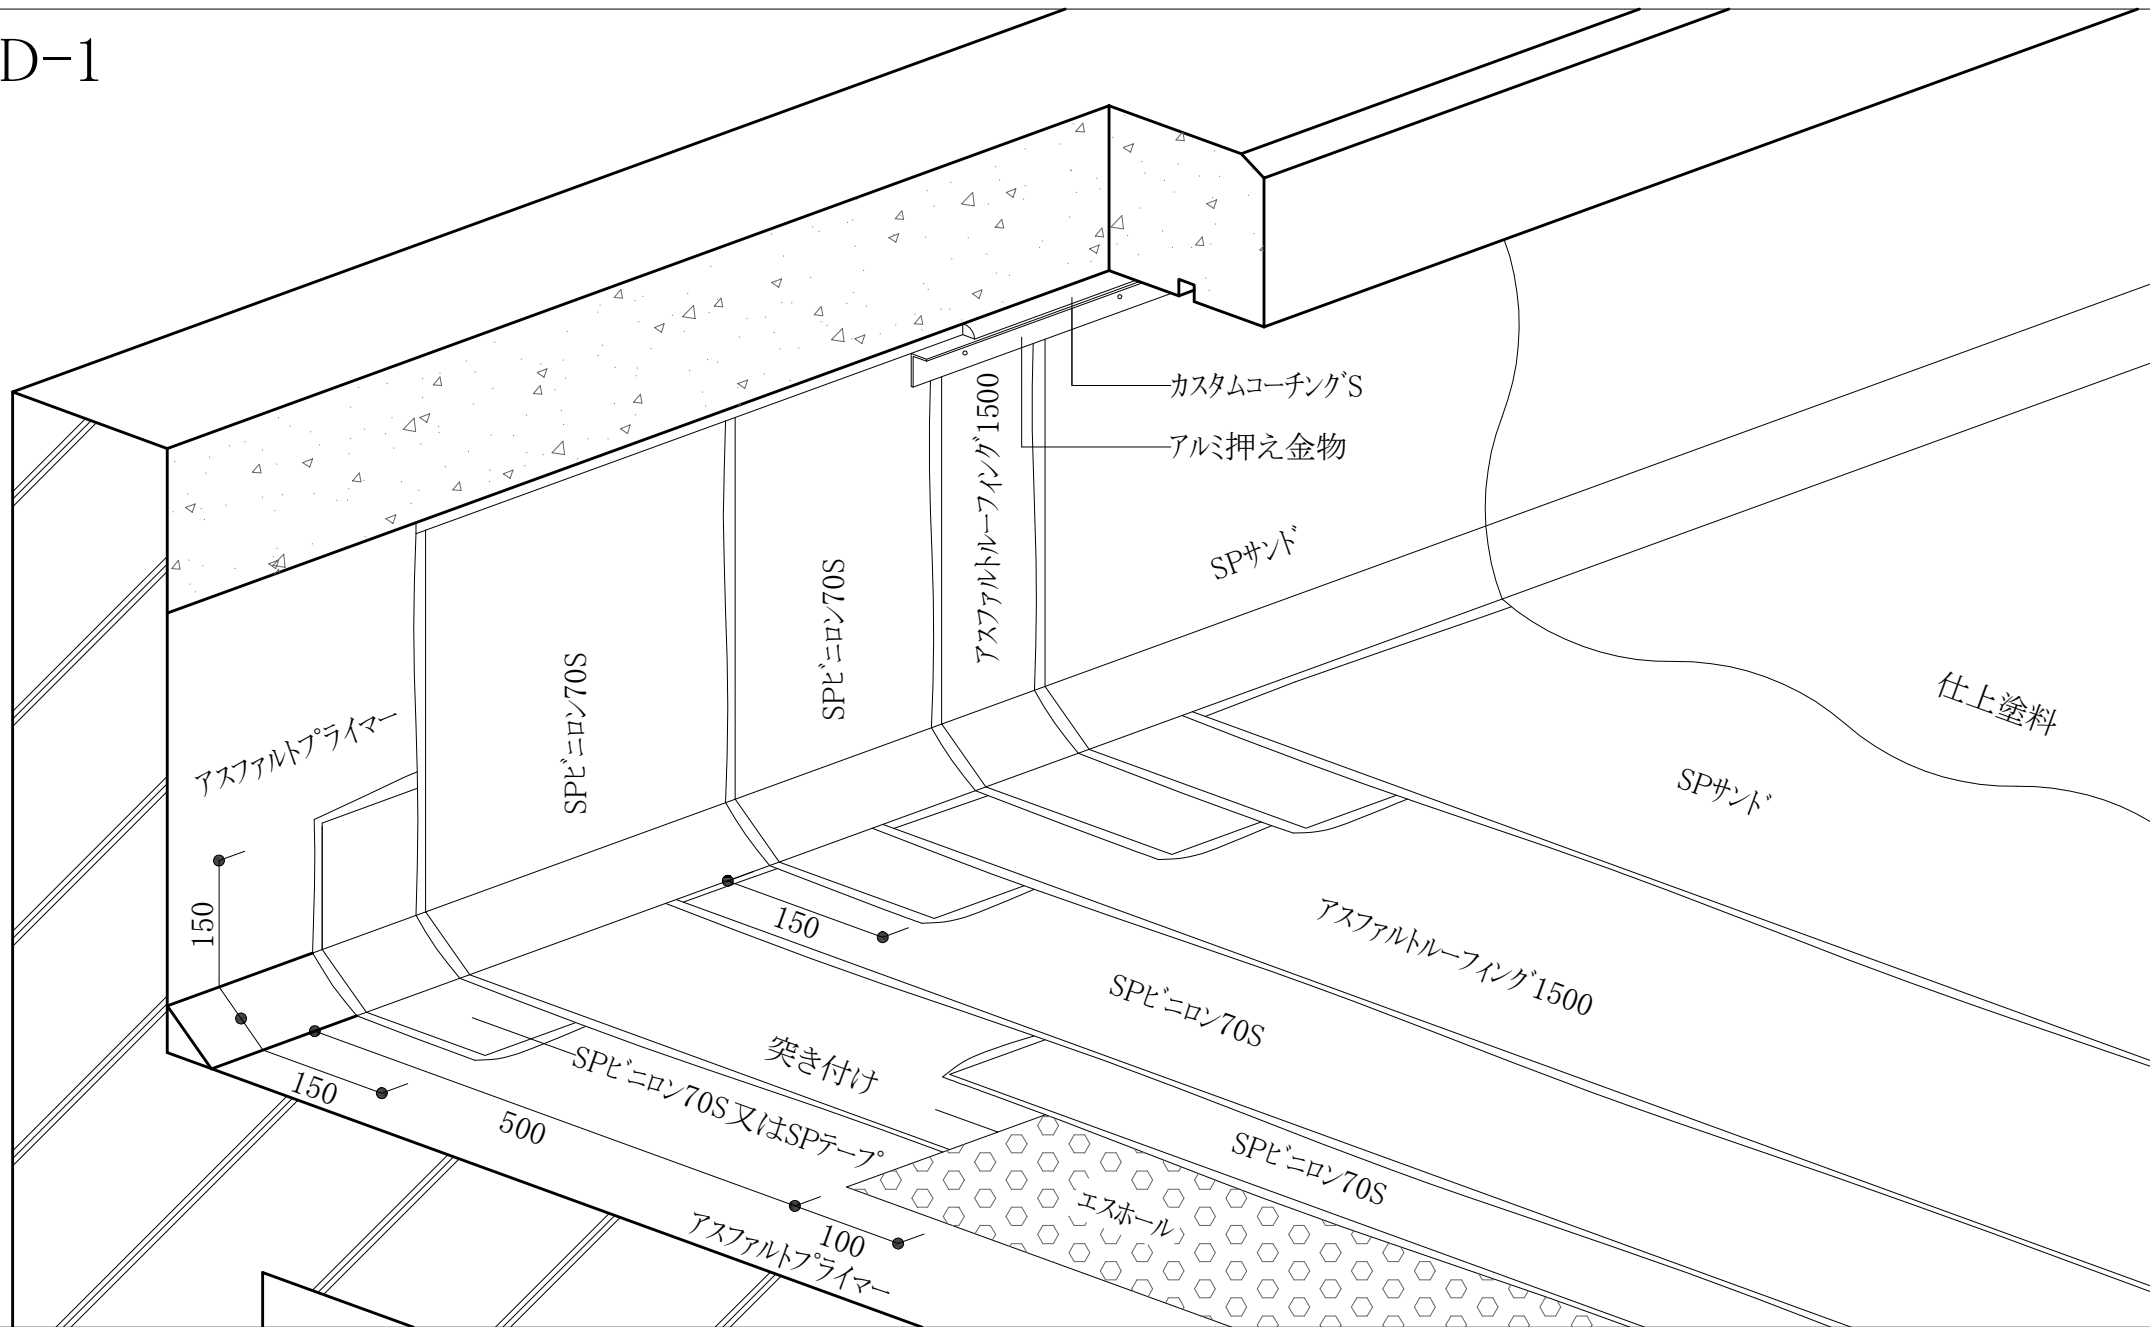 D-1
カスタムコーチングS
アルミ押え金物
アスファルトルーフィング1500
SPサンド
SPビニロン70S
SPビニロン70S
アスファルトプライマー
仕上塗料
SPサンド
150
150
アスファルトルーフィング1500
SPビニロン70S
突き付け
SPビニロン70S又はSPテープ
150
500
SPビニロン70S
エスホール
100
アスファルトプライマー